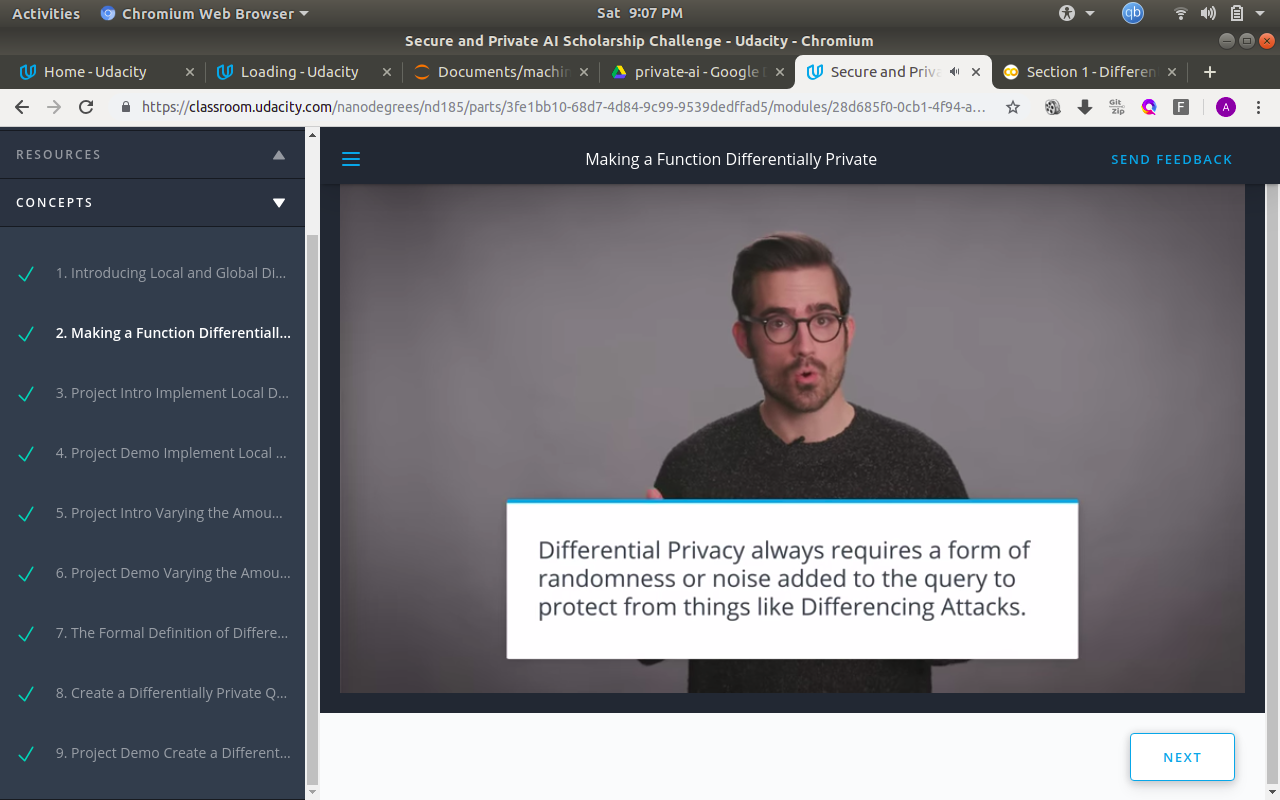 Activities
Chromium Web Browser
Sat 9:07 PM
qb
Secure and Private AI Scholarship Challenge - Udacity - Chromium
Home - Udacity
Loading - Udacity
Documents/machin
private-ai - Google D
Secure and Priva
Section 1 - Differen
https://classroom.udacity.com/nanodegrees/nd185/parts/3fe1bb10-68d7-4d84-9c99-9539dedffad5/modules/28d685f0-0cb1-4f94-a...
Git
Zip
F
A
RESOURCES
CONCEPTS
1. Introducing Local and Global Di...
2. Making a Function Differentiall...
3. Project Intro Implement Local D...
4. Project Demo Implement Local ...
5. Project Intro Varying the Amou...
6. Project Demo Varying the Amou...
7. The Formal Definition of Differe...
8. Create a Differentially Private Q...
9. Project Demo Create a Different...
Making a Function Differentially Private
SEND FEEDBACK
Differential Privacy always requires a form of
randomness or noise added to the query to
protect from things like Differencing Attacks.
NEXT